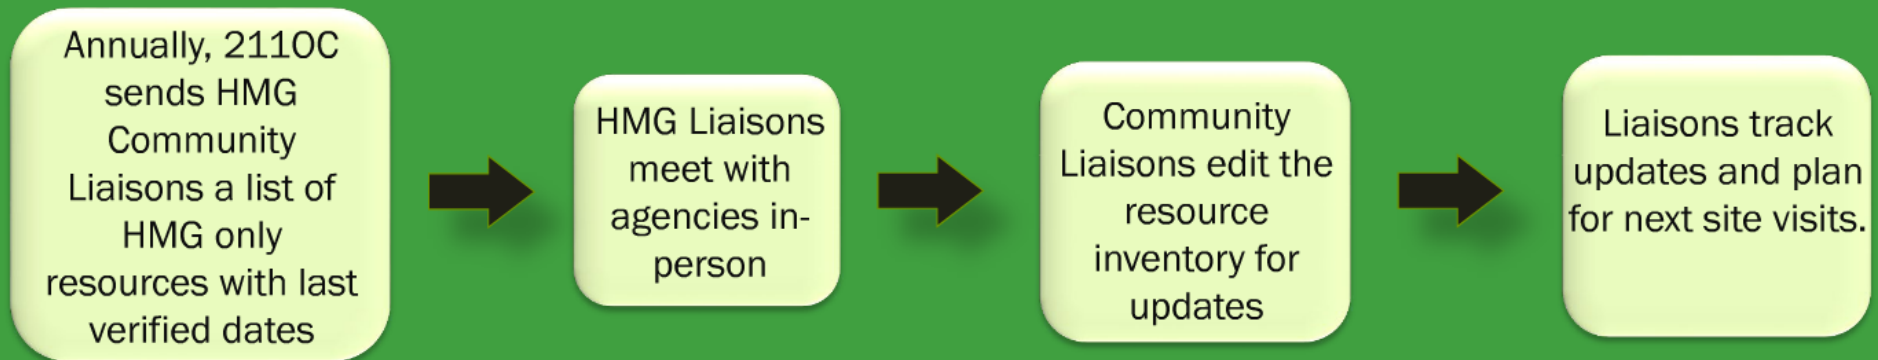 Annually, 211OC
sends HMG
Community
Liaisons a list of
HMG only
resources with last
verified dates
HMG Liaisons
meet with
agencies in-
person
Community
Liaisons edit the
resource
inventory for
updates
Liaisons track
updates and plan
for next site visits.